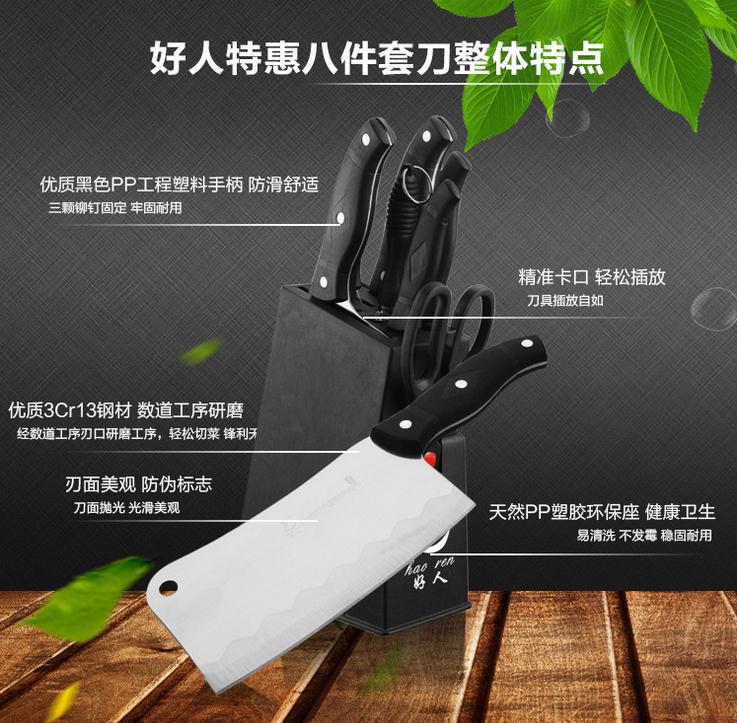 好人特惠八件套刀整体特点
优质黑色PP工程塑料手柄 防滑舒适
三颗铆钉固定 牢固耐用
精准卡口 轻松插放
刀具插放自如
优质3Cr13钢材 数道工序研磨
经数道工序刃口研磨工序，轻松切菜 锋利
刃面美观 防伪标志
刀面抛光 光滑美观
天然PP塑胶环保座 健康卫生
易清洗 不发霉 稳固耐用
hao ren
好人